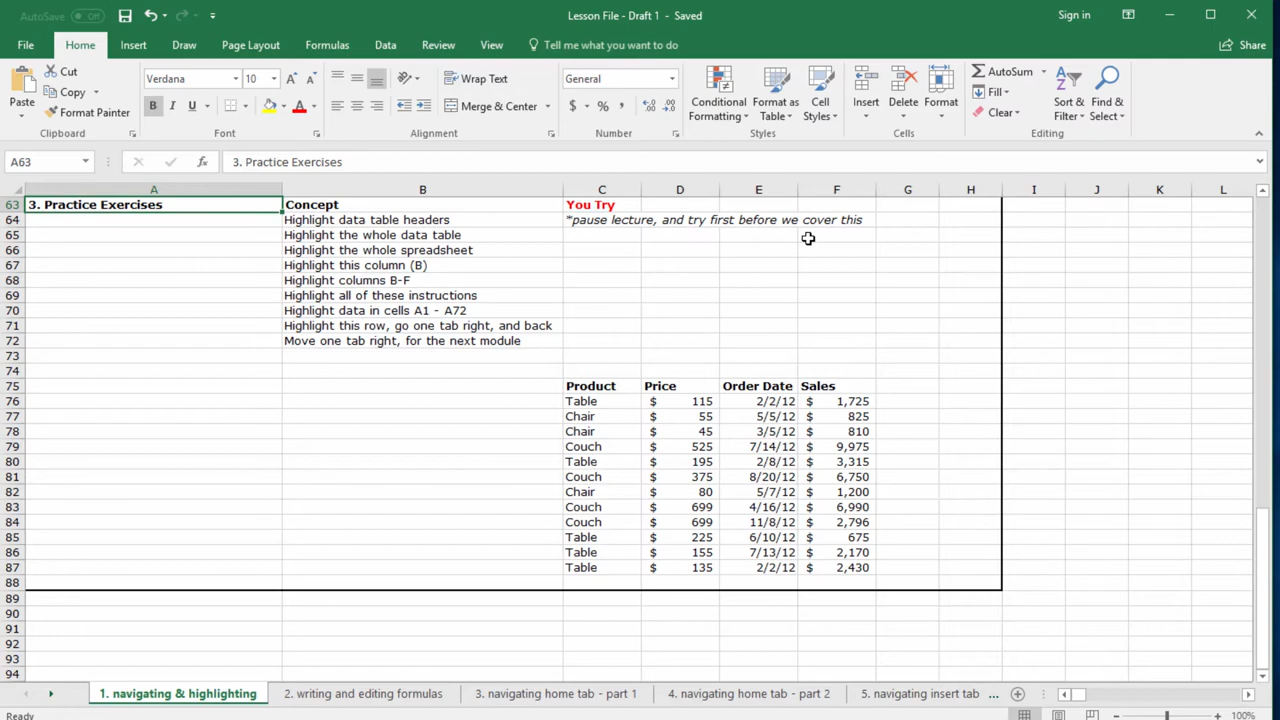 AutoSave Off
Lesson File - Draft 1 - Saved
Sign in
File Home Insert Draw Page Layout Formulas Data Review View Tell me what you want to do Share
Paste Cut Copy Format Painter
Verdana 10
B I U A
Wrap Text
Merge & Center
General
$ % ,
Conditional Formatting Format as Table Cell Styles
Insert Delete Format
AutoSum Fill Clear
Sort & Filter Find & Select
Clipboard Font Alignment Number Styles Cells Editing
A63 fx 3. Practice Exercises
A B C D E F G H I J K L
63 3. Practice Exercises Concept You Try
64 Highlight data table headers *pause lecture, and try first before we cover this
65 Highlight the whole data table
66 Highlight the whole spreadsheet
67 Highlight this column (B)
68 Highlight columns B-F
69 Highlight all of these instructions
70 Highlight data in cells A1 - A72
71 Highlight this row, go one tab right, and back
72 Move one tab right, for the next module
73
74
75 Product Price Order Date Sales
76 Table $ 115 2/2/12 $ 1,725
77 Chair $ 55 5/5/12 $ 825
78 Chair $ 45 3/5/12 $ 810
79 Couch $ 525 7/14/12 $ 9,975
80 Table $ 195 2/8/12 $ 3,315
81 Couch $ 375 8/20/12 $ 6,750
82 Chair $ 80 5/7/12 $ 1,200
83 Couch $ 699 4/16/12 $ 6,990
84 Couch $ 699 11/8/12 $ 2,796
85 Table $ 225 6/10/12 $ 675
86 Table $ 155 7/13/12 $ 2,170
87 Table $ 135 2/2/12 $ 2,430
88
89
90
91
92
93
94
1. navigating & highlighting 2. writing and editing formulas 3. navigating home tab - part 1 4. navigating home tab - part 2 5. navigating insert tab ...
Ready 100%